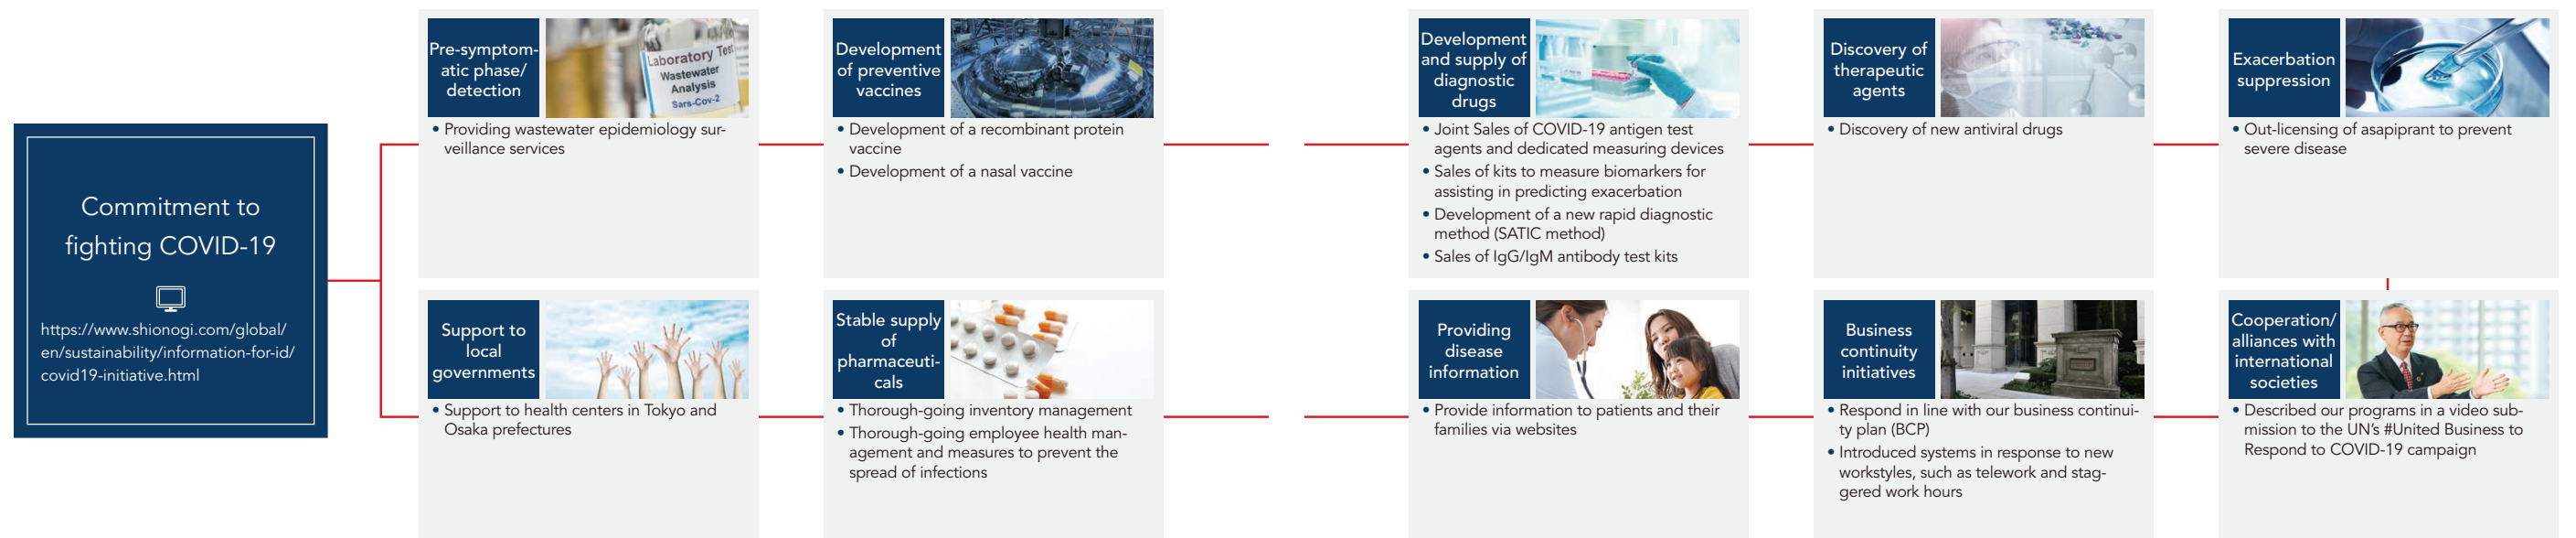 Commitment to
fighting COVID-19
https://www.shionogi.com/global/
en/sustainability/information-for-id/
covid19-initiative.html
Pre-symptom-
atic phase/
detection
Laboratory Test
Wastewater
Analysis
Sars-Cov-2
• Providing wastewater epidemiology sur-
veillance services
Development
of preventive
vaccines
• Development of a recombinant protein
vaccine
• Development of a nasal vaccine
Development
and supply of
diagnostic
drugs
• Joint Sales of COVID-19 antigen test
agents and dedicated measuring devices
• Sales of kits to measure biomarkers for
assisting in predicting exacerbation
• Development of a new rapid diagnostic
method (SATIC method)
• Sales of IgG/IgM antibody test kits
Discovery of
therapeutic
agents
• Discovery of new antiviral drugs
Exacerbation
suppression
• Out-licensing of asapiprant to prevent
severe disease
Support to
local
governments
• Support to health centers in Tokyo and
Osaka prefectures
Stable supply
of
pharmaceuti-
cals
• Thorough-going inventory management
• Thorough-going employee health man-
agement and measures to prevent the
spread of infections
Providing
disease
information
• Provide information to patients and their
families via websites
Business
continuity
initiatives
• Respond in line with our business continui-
ty plan (BCP)
• Introduced systems in response to new
workstyles, such as telework and stag-
gered work hours
Cooperation/
alliances with
international
societies
• Described our programs in a video sub-
mission to the UN’s #United Business to
Respond to COVID-19 campaign